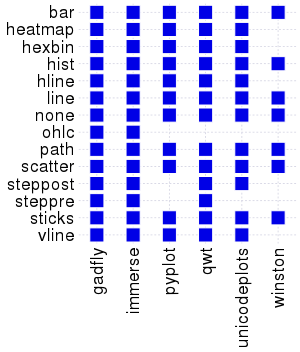 bar
heatmap
hexbin
hist
hline
line
none
ohlc
path
scatter
steppost
steppre
sticks
vline
gadfly
immerse
pyplot
qwt
unicodeplots
winston